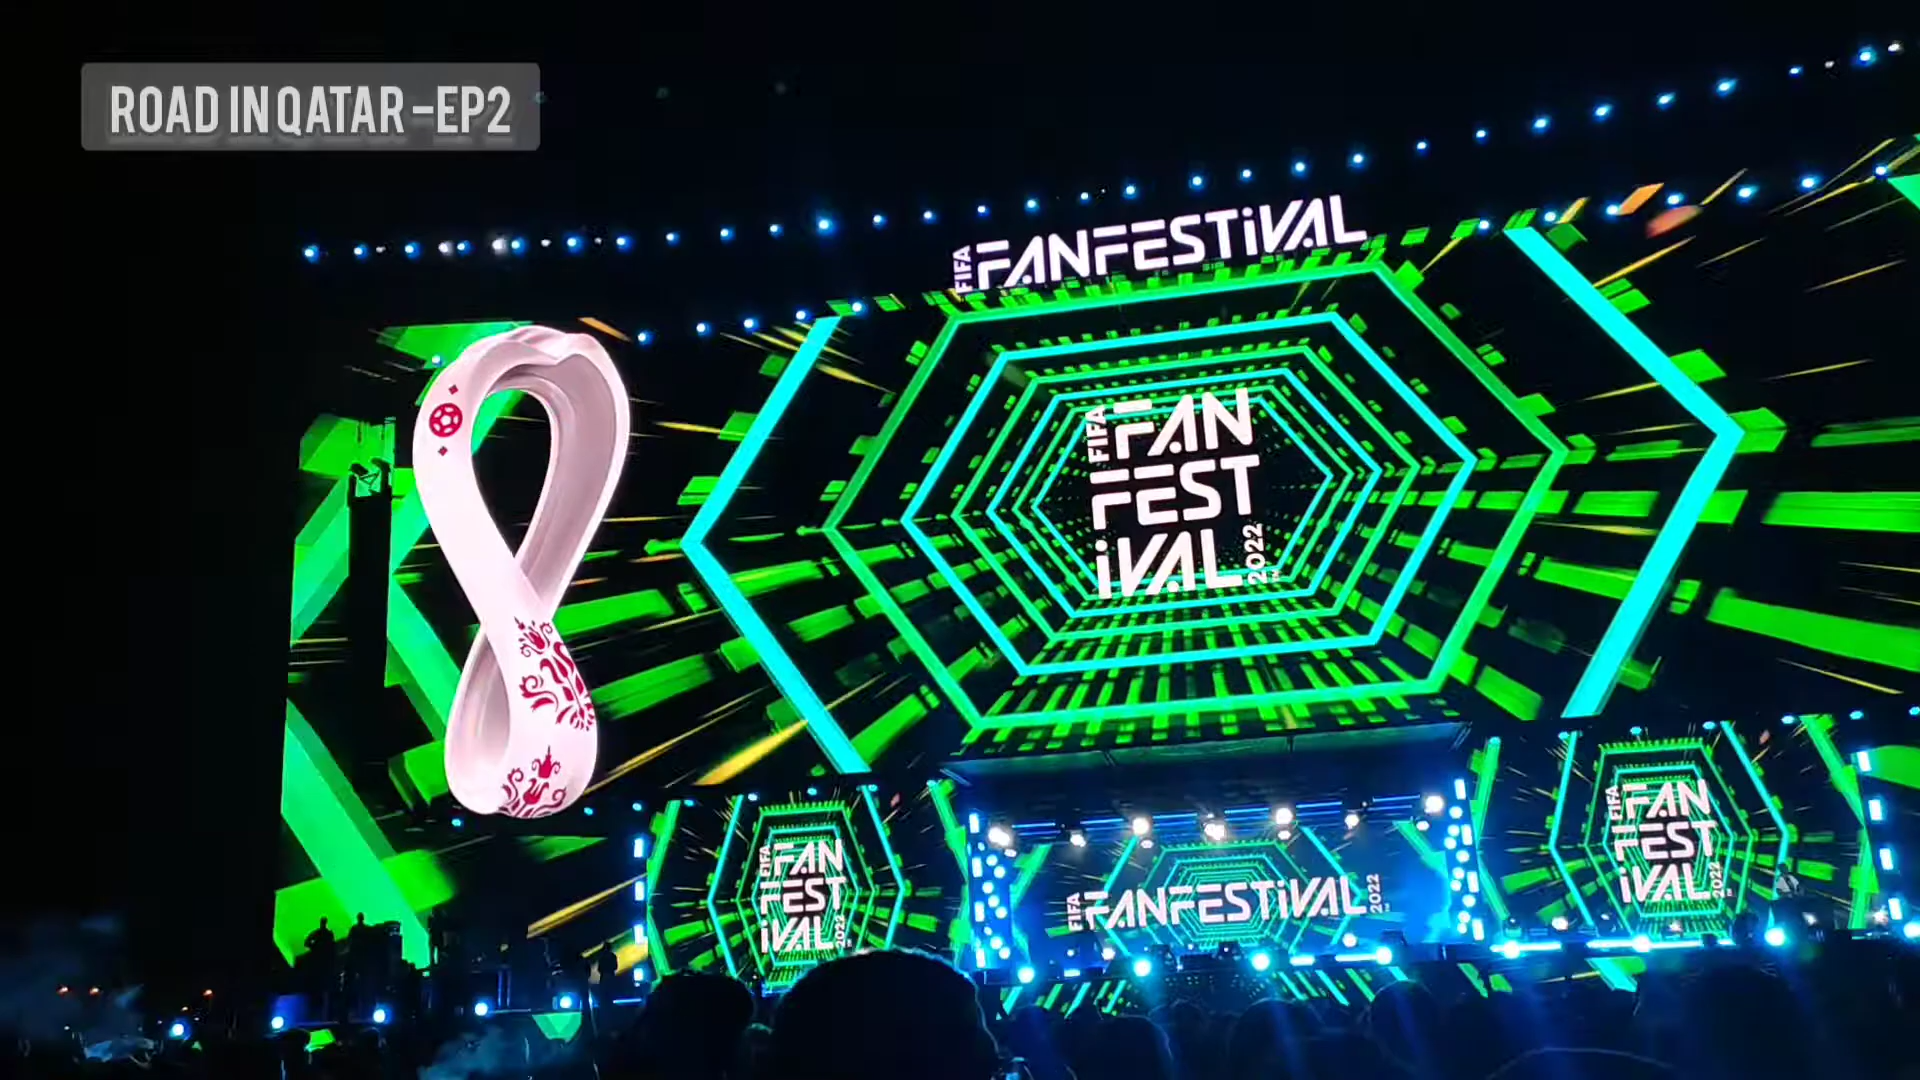 ROAD IN QATAR -EP2
FIFA FANFESTiVAL
FIFA FAN
FEST
iVAL 2022
FIFA FAN
FEST
iVAL 2022
FIFA FANFESTiVAL 2022
FIFA FAN
FEST
iVAL 2022